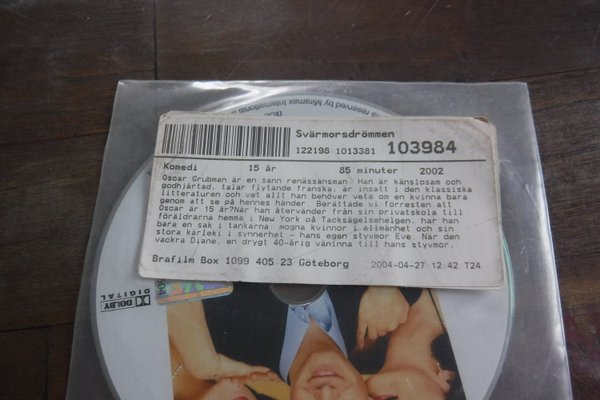 s reserved by Miramax International
Svärmorsdrömmen
122198 1013381 103984
Komedi 15 år 85 minuter 2002
Oscar Grubman är en sann renässansman. Han är känslosam och
godhjärtad, talar flytande franska, är insatt i den klassiska
litteraturen och vet allt han behöver veta om en kvinna bara
genom att se på hennes händer. Berättade vi förresten att
Oscar är 15 år?När han återvänder från sin privatskola till
föräldrarna hemma i New York på Tacksägelsehelgen, har han
bara en sak i tankarna  mogna kvinnor i allmänhet och sin
stora kärleki i synnerhet – hans egen styvmor Eve. När den
vackra Diane, en drygt 40-årig väninna till hans styvmor,
Brafilm Box 1099 405 23 Göteborg 2004-04-27 12:42 T24
DOLBY
DIGITAL